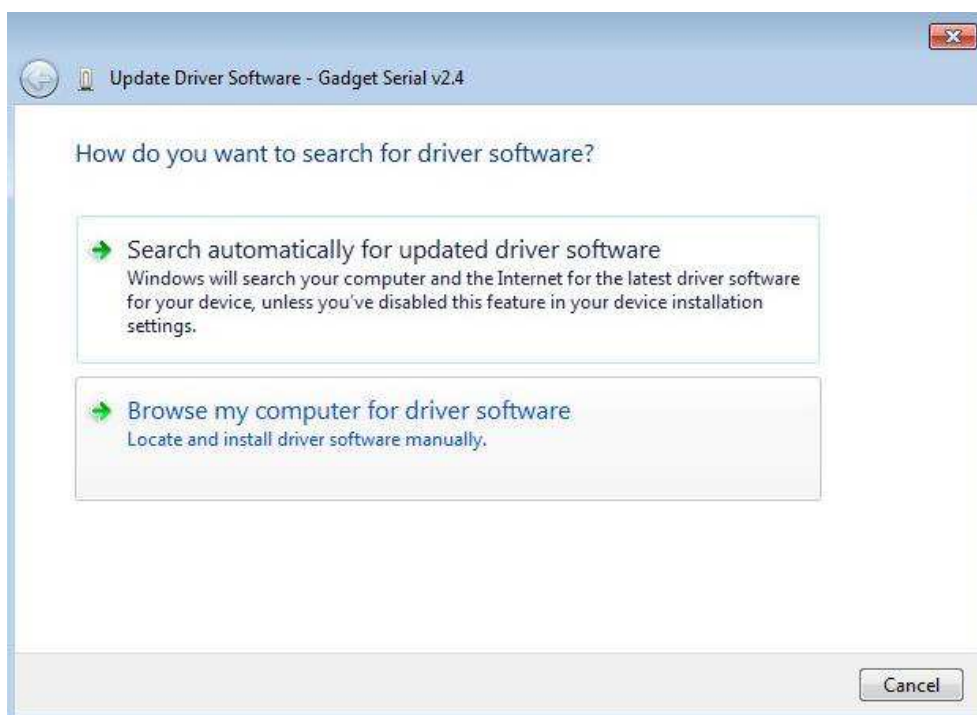 Update Driver Software - Gadget Serial v2.4
How do you want to search for driver software?
Search automatically for updated driver software
Windows will search your computer and the Internet for the latest driver software
for your device, unless you've disabled this feature in your device installation
settings.
Browse my computer for driver software
Locate and install driver software manually.
Cancel